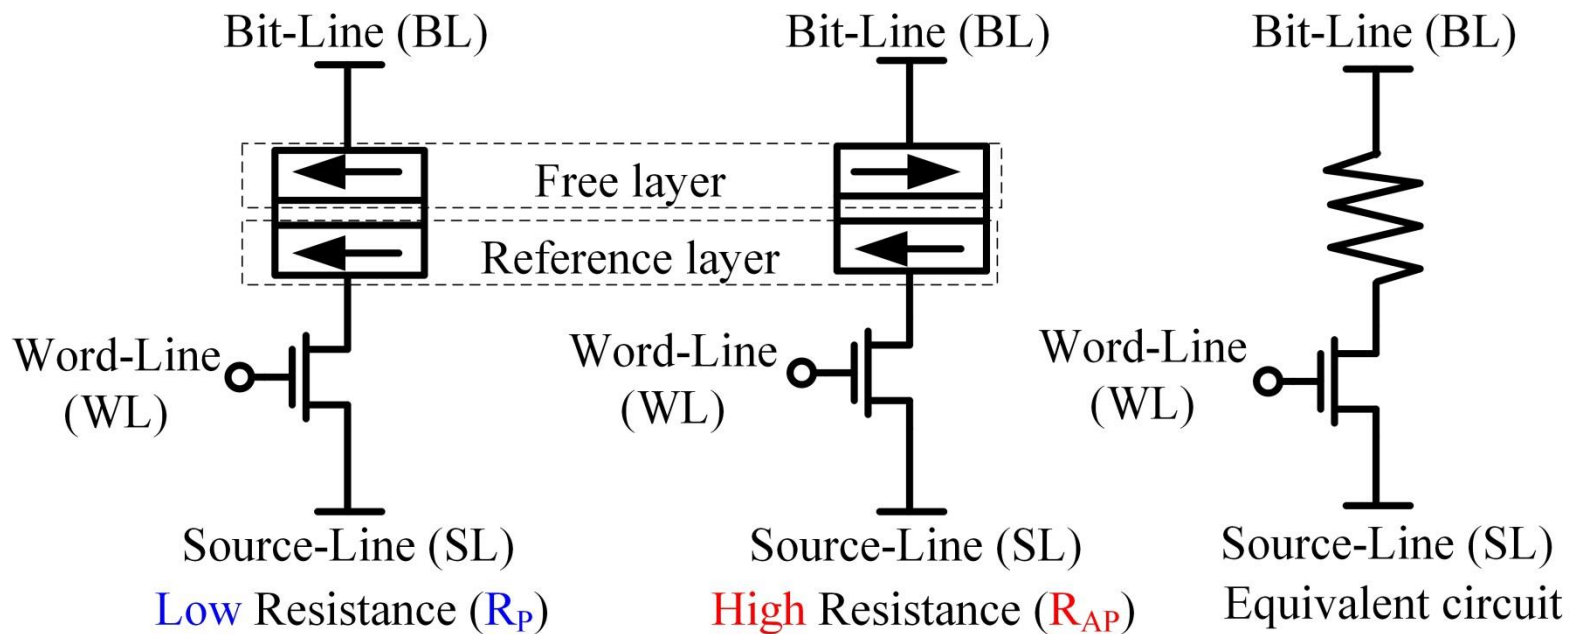 Bit-Line (BL)
Bit-Line (BL)
Bit-Line (BL)
Free layer
Reference layer
Word-Line
(WL)
Word-Line
(WL)
Word-Line
(WL)
Source-Line (SL)
Low Resistance (RP)
Source-Line (SL)
High Resistance (RAP)
Source-Line (SL)
Equivalent circuit